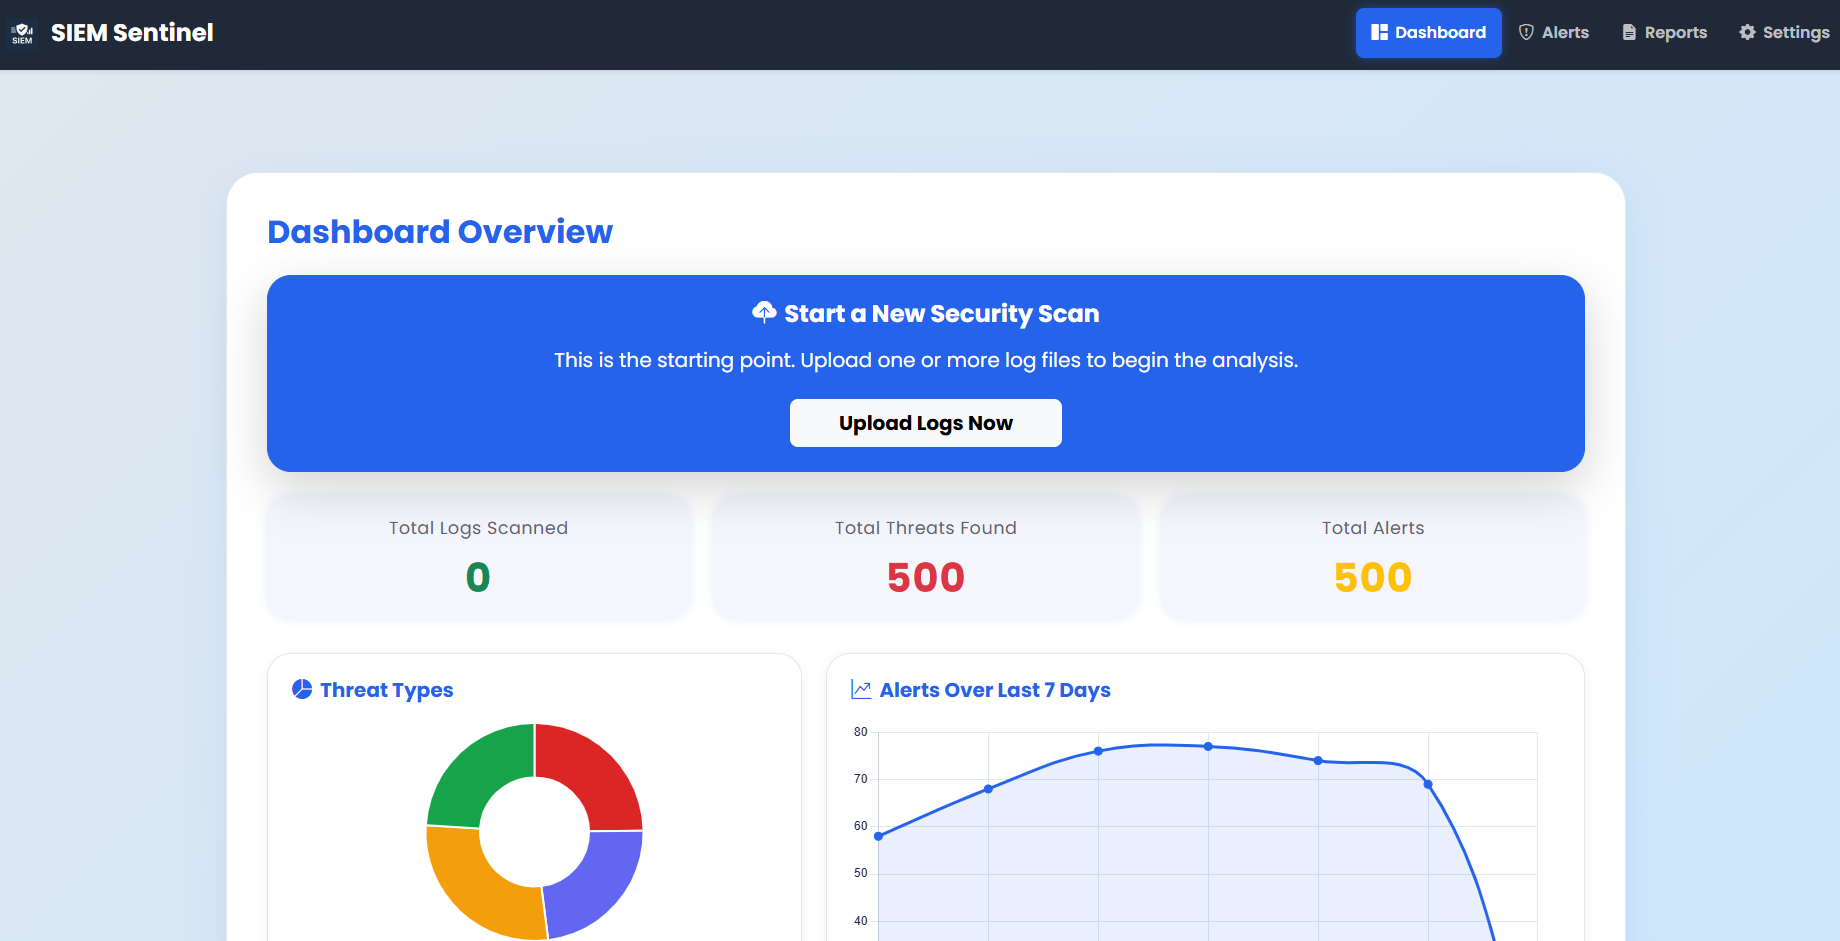 SIEM
SIEM Sentinel
Dashboard
Alerts
Reports
Settings
Dashboard Overview
Start a New Security Scan
This is the starting point. Upload one or more log files to begin the analysis.
Upload Logs Now
Total Logs Scanned
0
Total Threats Found
500
Total Alerts
500
Threat Types
Alerts Over Last 7 Days
80
70
60
50
40